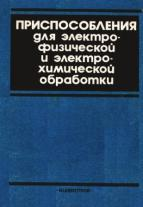 ПРИСПОСОБЛЕНИЯ
для электро-
физической
и электро-
химической
обработки